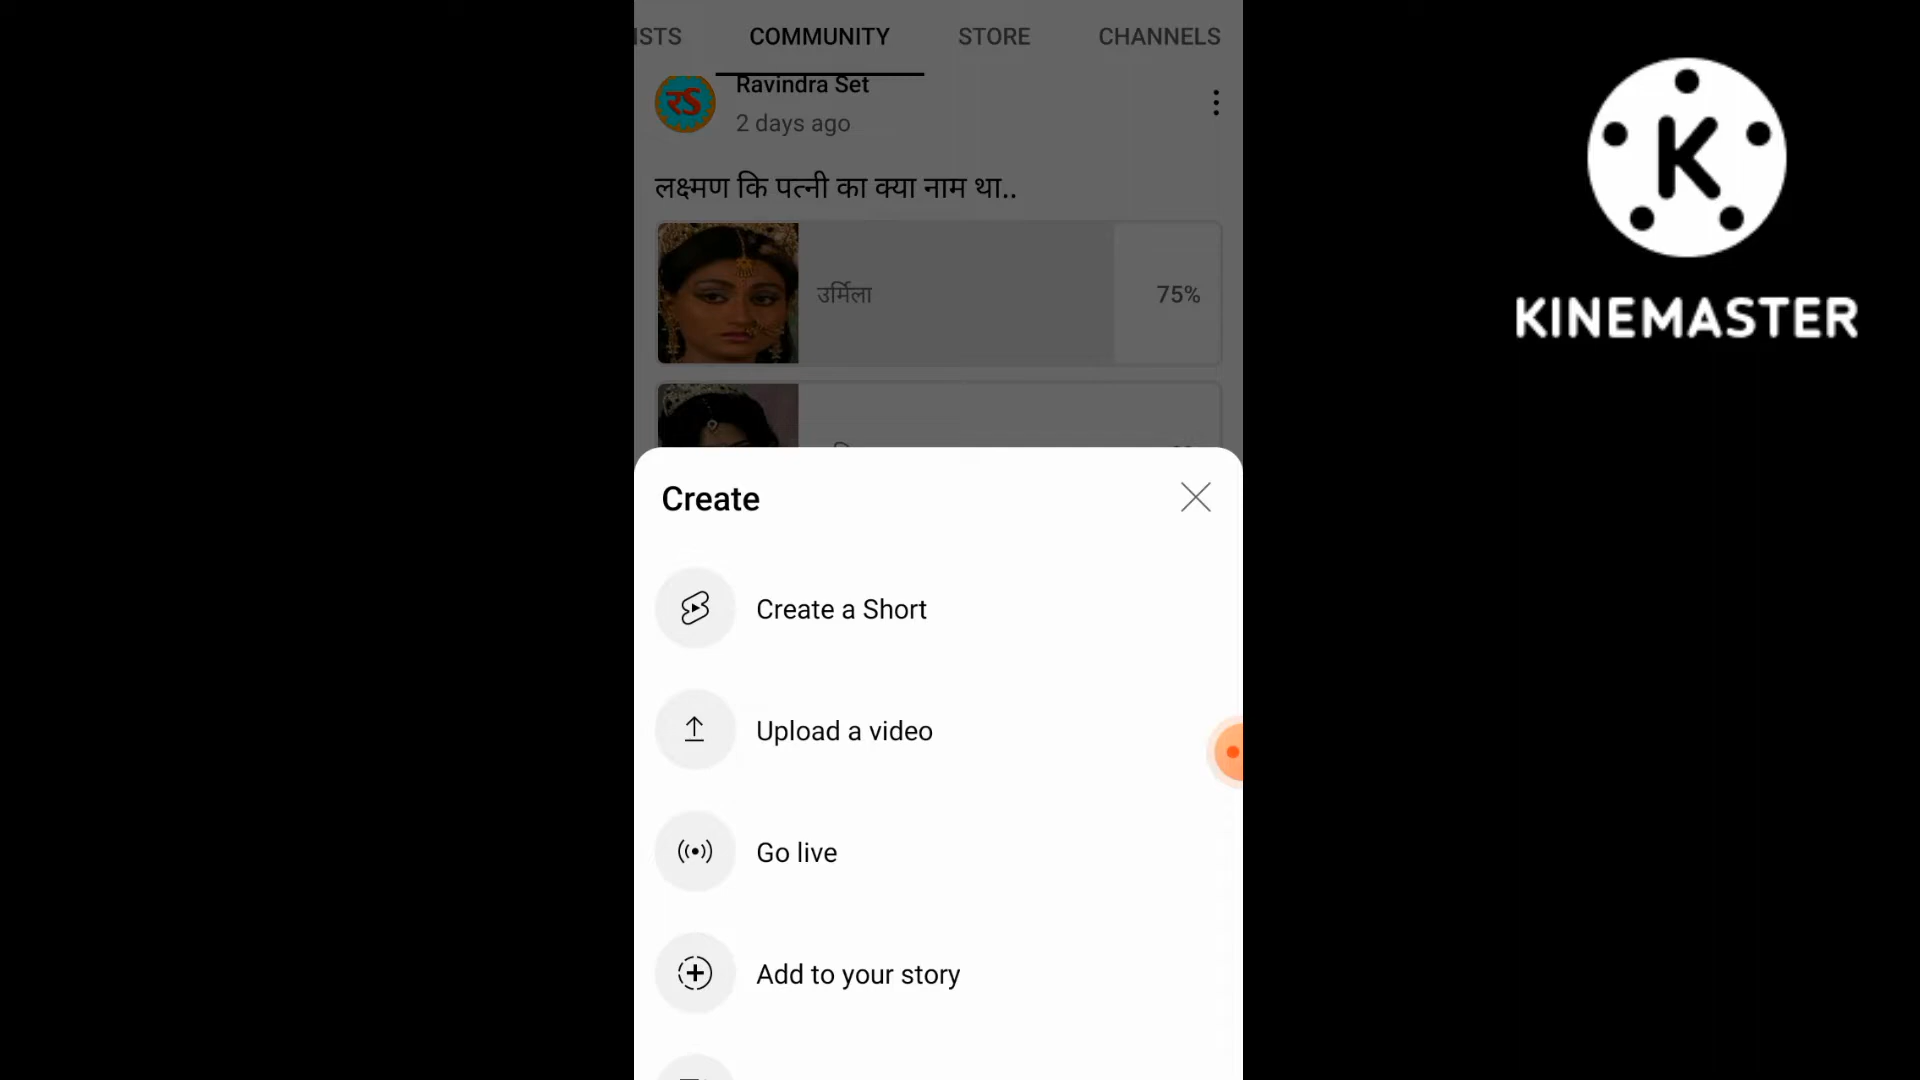 COMMUNITY
STORE
CHANNELS
Ravindra Set
2 days ago
लक्ष्मण कि पत्नी का क्या नाम था..
उर्मिला
75%
Create
Create a Short
Upload a video
Go live
Add to your story
K
KINEMASTER
रS